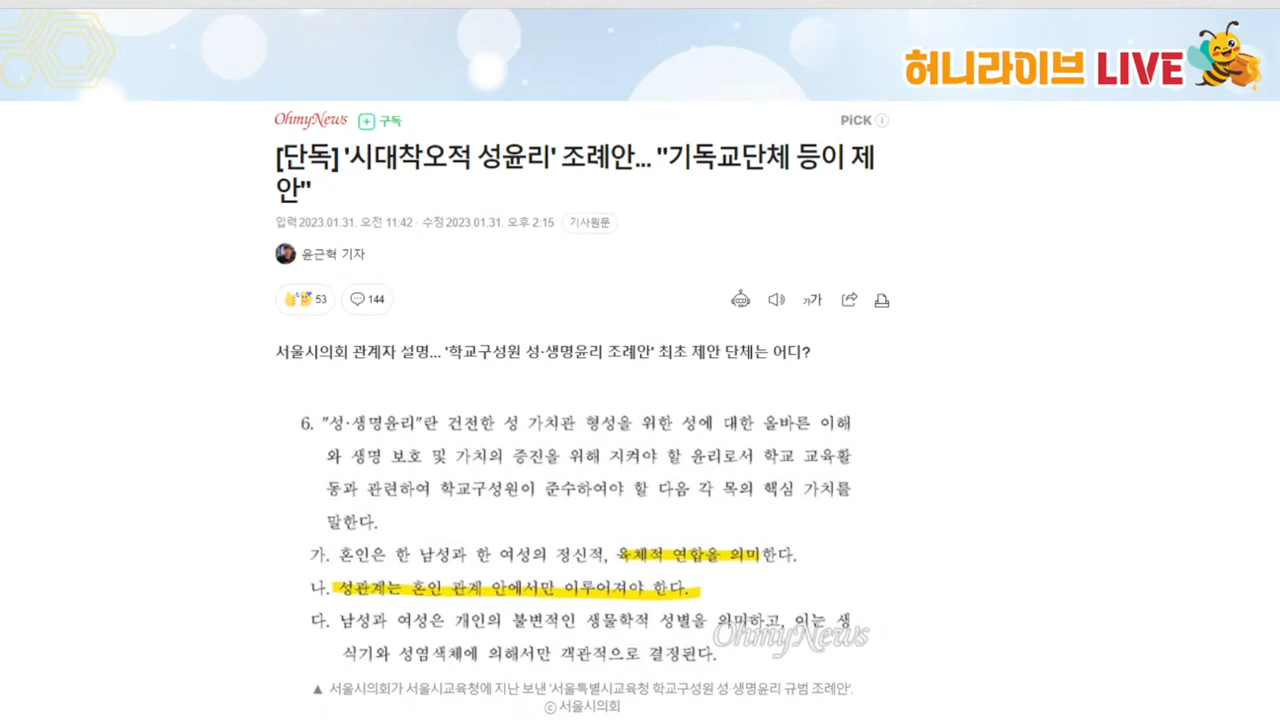 허니라이브 LIVE
OhmyNews + 구독
PiCK i
[단독] '시대착오적 성윤리' 조례안... "기독교단체 등이 제
안"
입력 2023.01.31. 오전 11:42 · 수정 2023.01.31. 오후 2:15 기사원문
윤근혁 기자
53 144
가가
서울시의회 관계자 설명... '학교구성원 성·생명윤리 조례안' 최초 제안 단체는 어디?
6. "성·생명윤리"란 건전한 성 가치관 형성을 위한 성에 대한 올바른 이해
와 생명 보호 및 가치의 증진을 위해 지켜야 할 윤리로서 학교 교육활
동과 관련하여 학교구성원이 준수하여야 할 다음 각 목의 핵심 가치를
말한다.
가. 혼인은 한 남성과 한 여성의 정신적, 육체적 연합을 의미한다.
나. 성관계는 혼인 관계 안에서만 이루어져야 한다.
다. 남성과 여성은 개인의 불변적인 생물학적 성별을 의미하고, 이는 생
식기와 성염색체에 의해서만 객관적으로 결정된다.
OhmyNews
▲ 서울시의회가 서울시교육청에 지난 보낸 '서울특별시교육청 학교구성원 성·생명윤리 규범 조례안'.
ⓒ 서울시의회